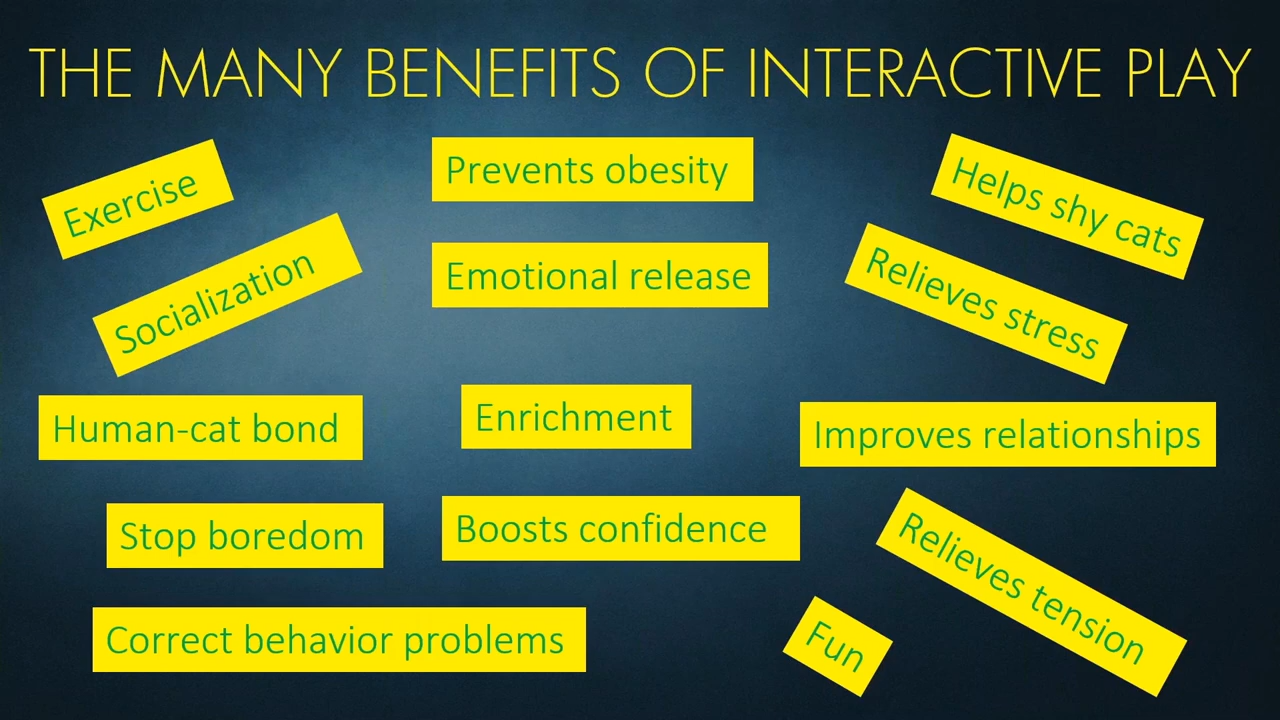 THE MANY BENEFITS OF INTERACTIVE PLAY
Exercise
Prevents obesity
Helps shy cats
Socialization
Emotional release
Relieves stress
Human-cat bond
Enrichment
Improves relationships
Stop boredom
Boosts confidence
Relieves tension
Correct behavior problems
Fun